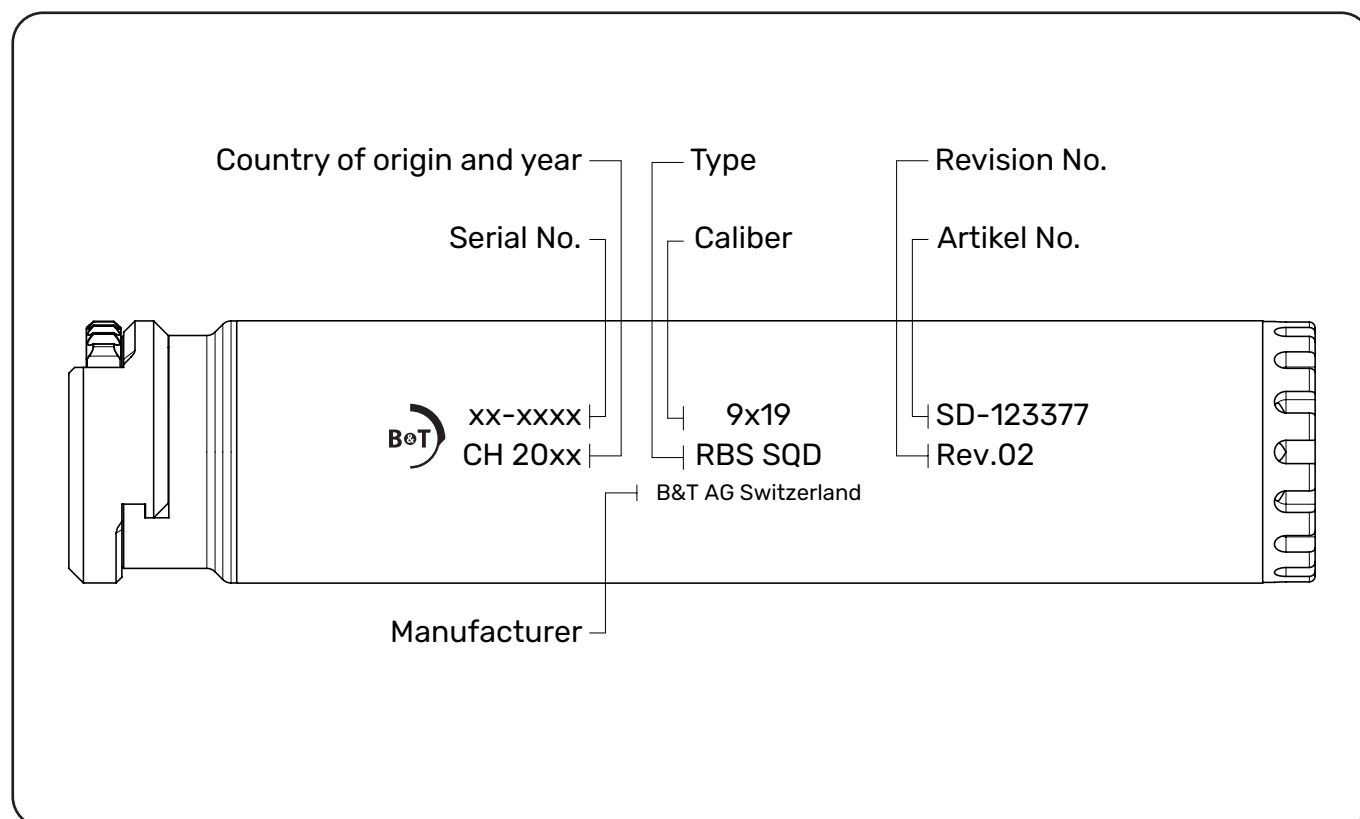 Country of origin and year Type Revision No.
Serial No. Caliber Artikel No.
xx-xxxx 9x19 SD-123377
B&T CH 20xx RBS SQD Rev.02
B&T AG Switzerland
Manufacturer